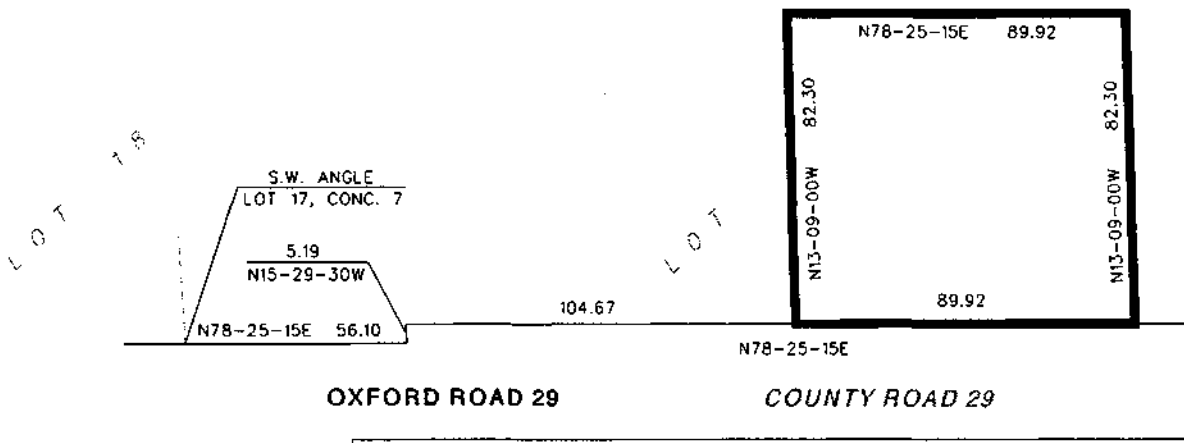 N78-25-15E 89.92
82.30
82.30
LOT 18
S.W. ANGLE
LOT 17, CONC. 7
LOT
N13-09-00W
N13-09-00W
5.19
N15-29-30W
104.67
89.92
N78-25-15E 56.10
N78-25-15E
OXFORD ROAD 29
COUNTY ROAD 29